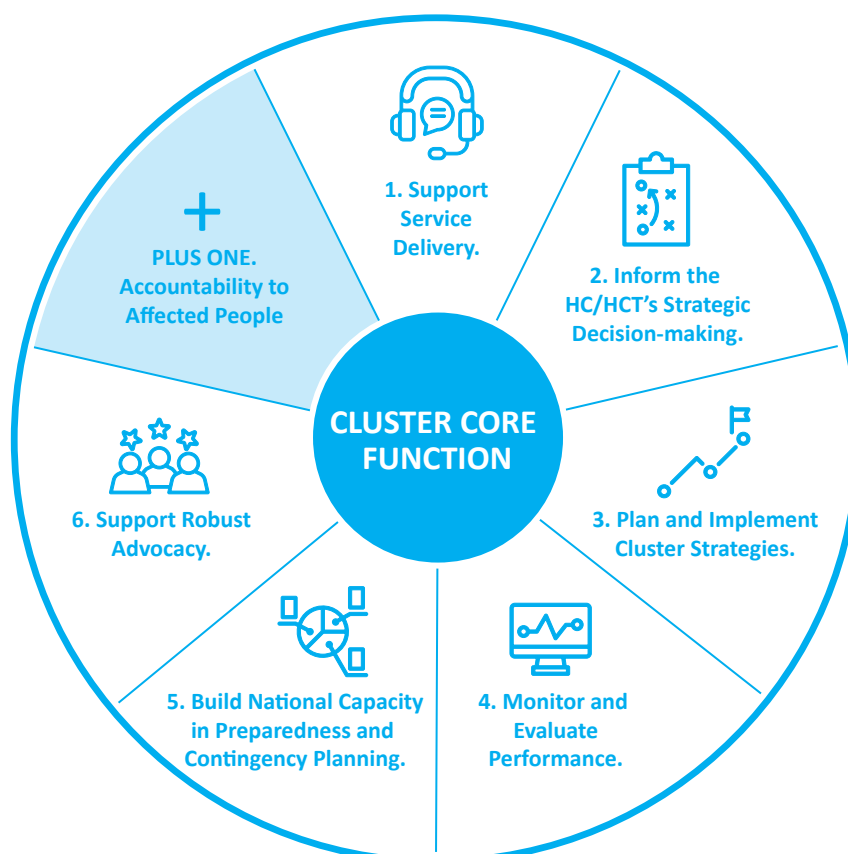 1. Support
Service
Delivery.
2. Inform the
HC/HCT's Strategic
Decision-making.
3. Plan and Implement
Cluster Strategies.
4. Monitor and
Evaluate
Performance.
5. Build National Capacity
in Preparedness and
Contingency Planning.
6. Support Robust
Advocacy.
+
PLUS ONE.
Accountability to
Affected People
CLUSTER CORE
FUNCTION